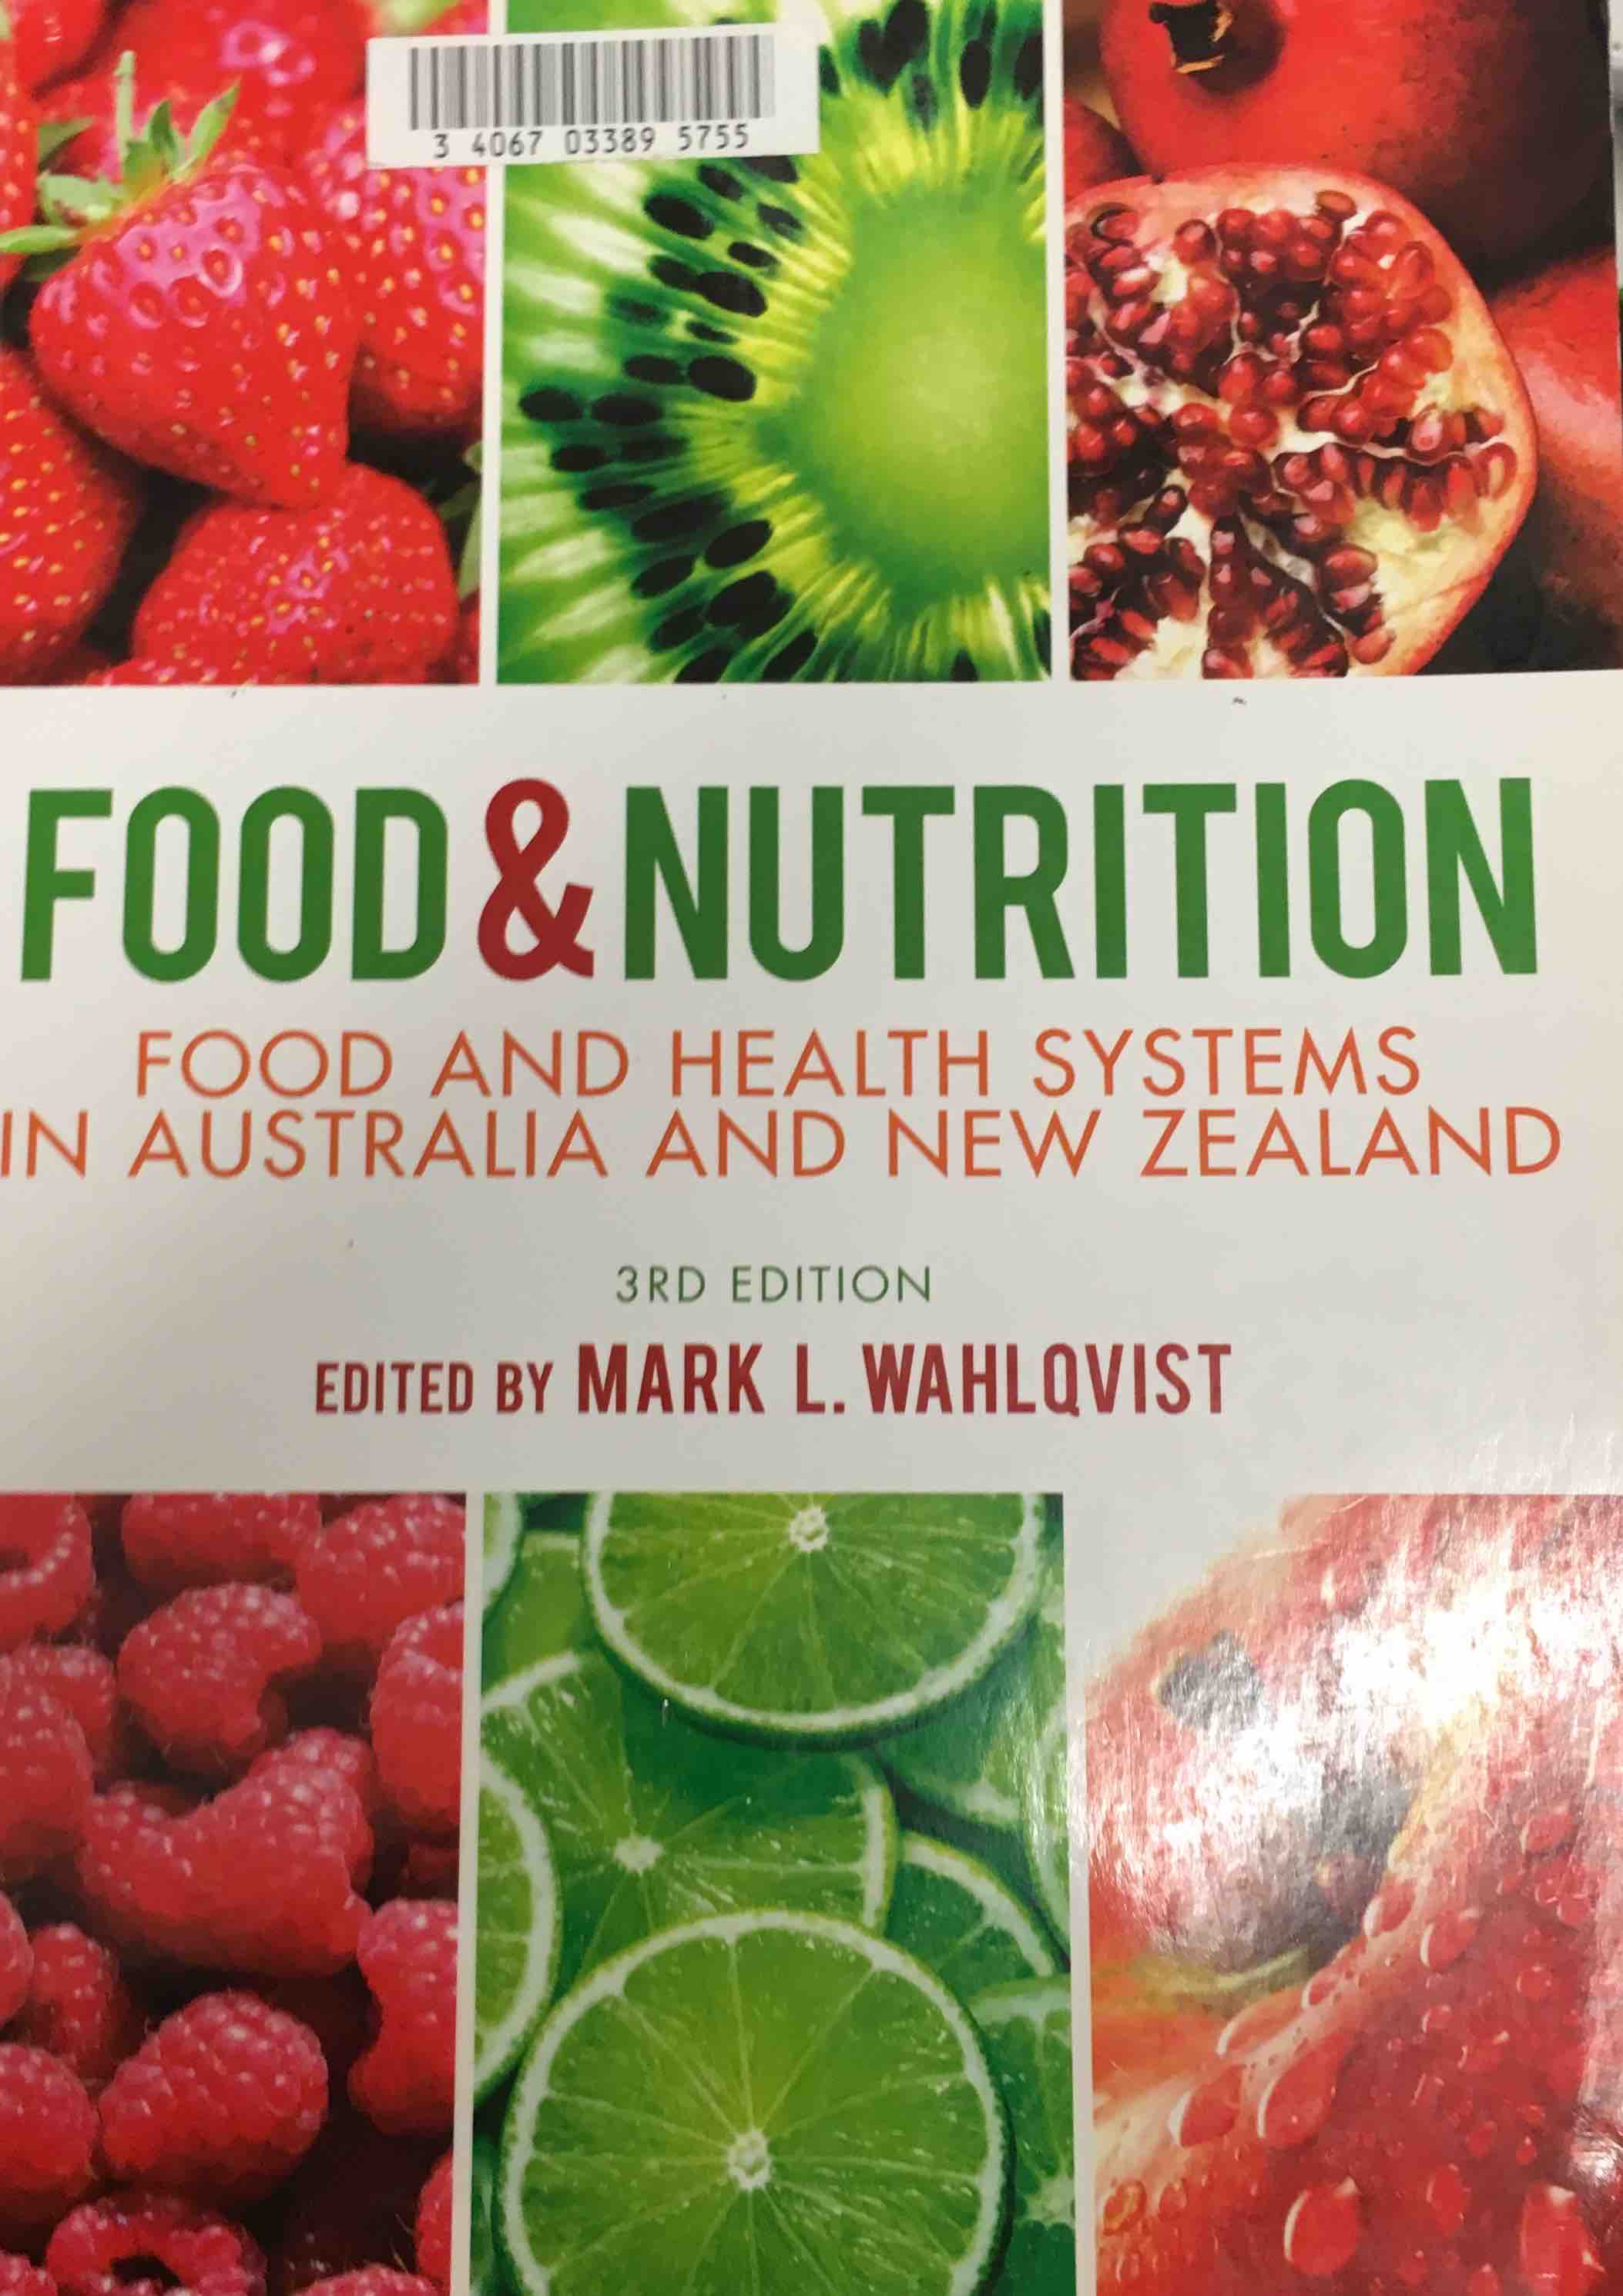 3 4067 03389 5755
FOOD & NUTRITION
FOOD AND HEALTH SYSTEMS
IN AUSTRALIA AND NEW ZEALAND
3RD EDITION
EDITED BY MARK L. WAHLQVIST